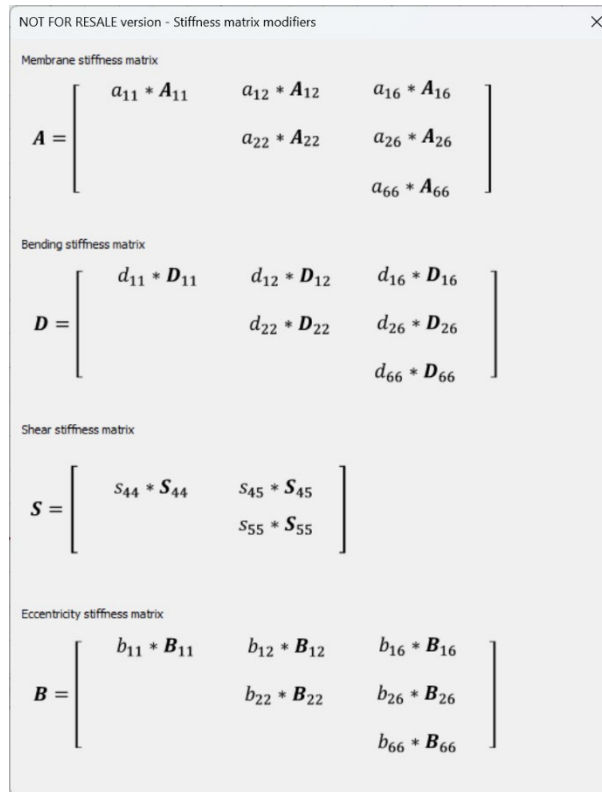 NOT FOR RESALE version - Stiffness matrix modifiers ×
Membrane stiffness matrix
a₁₁ * A₁₁ a₁₂ * A₁₂ a₁₆ * A₁₆
A = a₂₂ * A₂₂ a₂₆ * A₂₆
a₆₆ * A₆₆
Bending stiffness matrix
d₁₁ * D₁₁ d₁₂ * D₁₂ d₁₆ * D₁₆
D = d₂₂ * D₂₂ d₂₆ * D₂₆
d₆₆ * D₆₆
Shear stiffness matrix
s₄₄ * S₄₄ s₄₅ * S₄₅
S =
s₅₅ * S₅₅
Eccentricity stiffness matrix
b₁₁ * B₁₁ b₁₂ * B₁₂ b₁₆ * B₁₆
B = b₂₂ * B₂₂ b₂₆ * B₂₆
b₆₆ * B₆₆